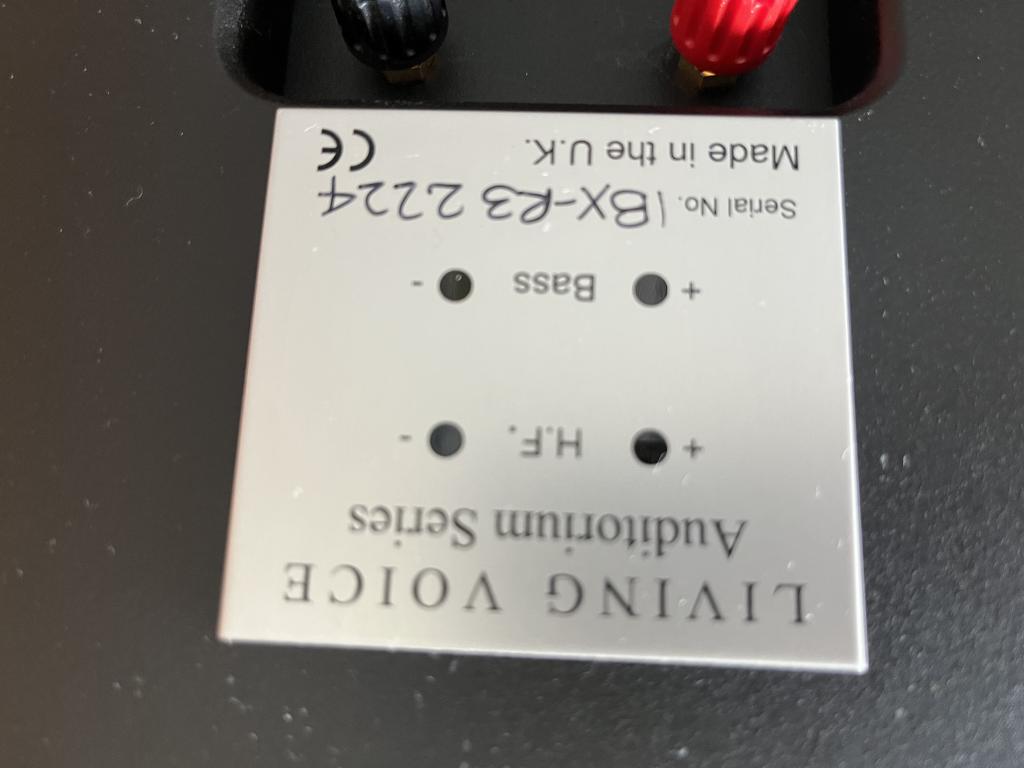 LIVING VOICE
Auditorium Series
+ H.F. -
+ Bass -
Serial No. IBX-R3 2224
Made in the U.K. CE